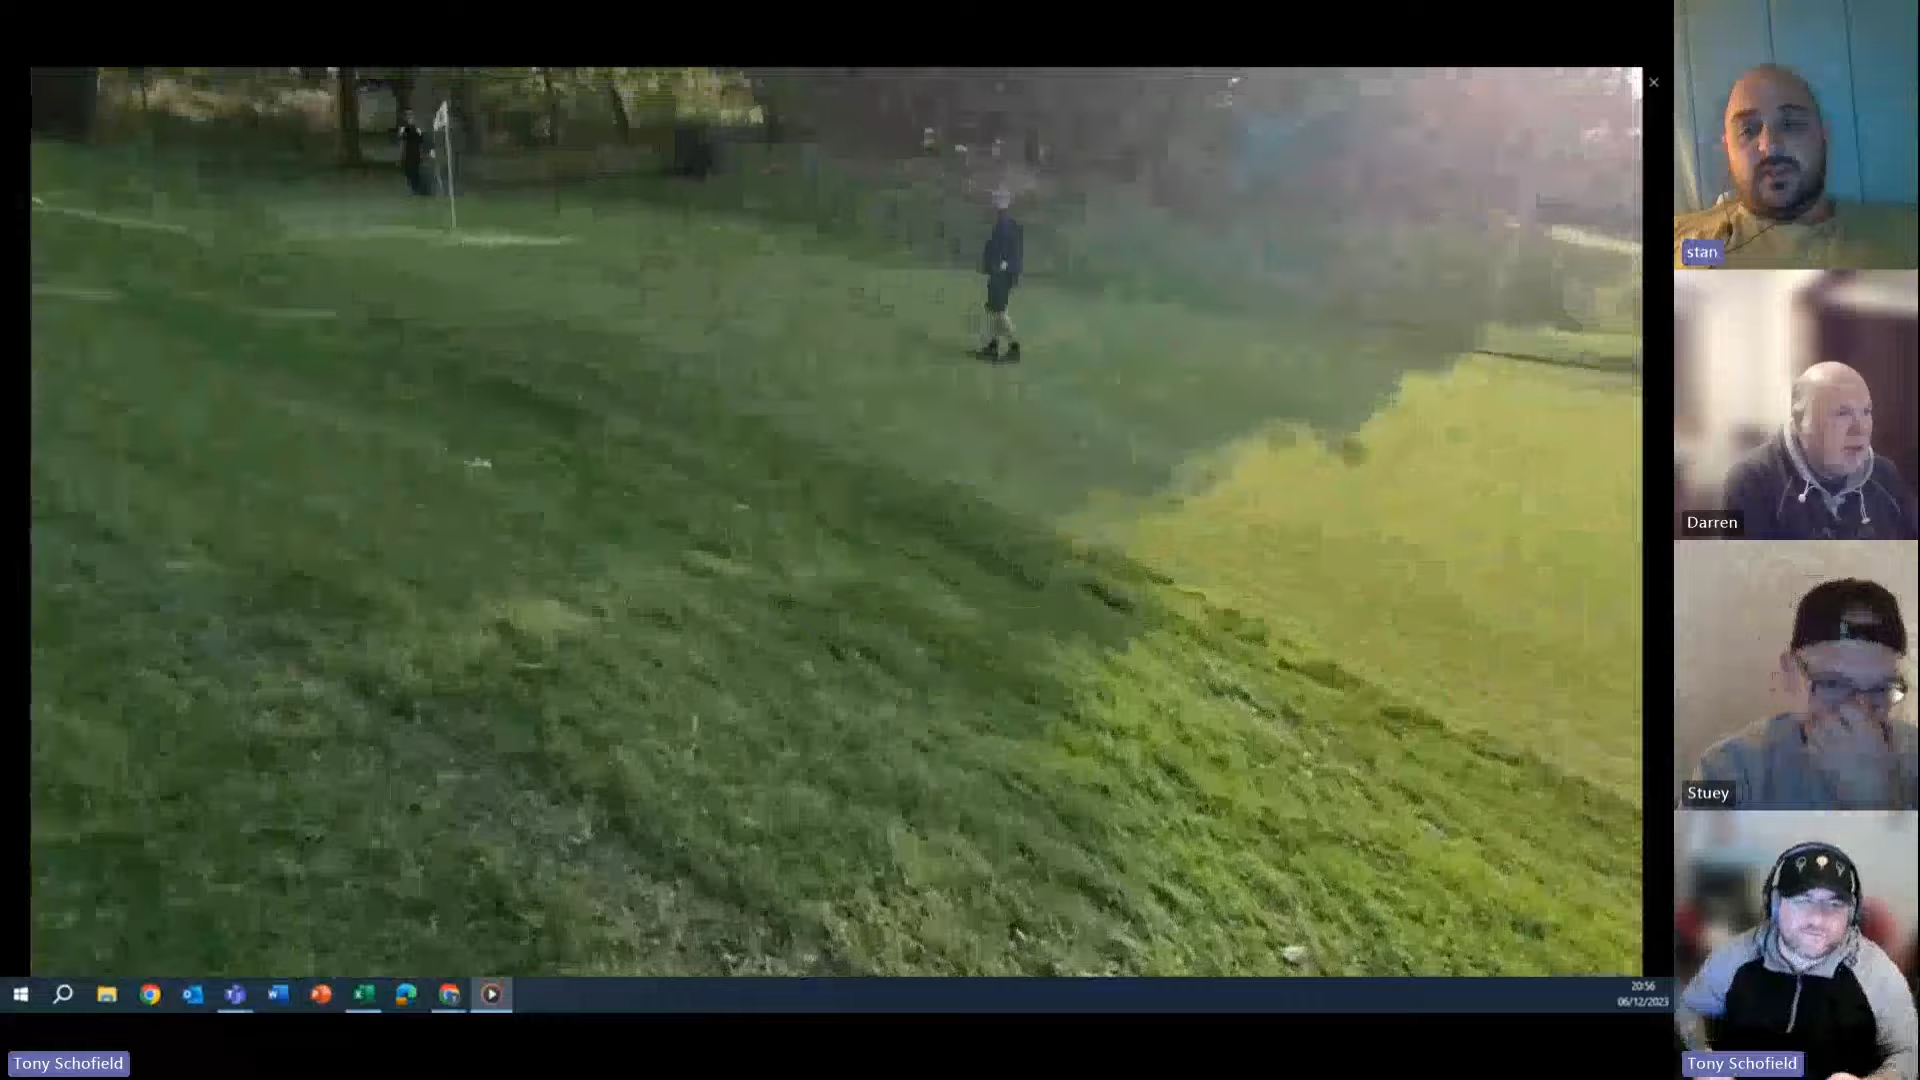 stan
Darren
Stuey
20:56
06/12/2023
Tony Schofield
Tony Schofield